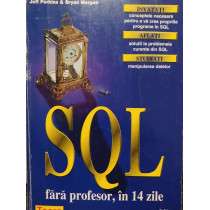 Jeff Perkins & Bryan Morgan
ÎNVĂȚAȚI
conceptele necesare
pentru a vă crea propriile
programe în SQL
AFLAȚI
soluții la problemele
curente din SQL
STUDIAȚI
manipularea datelor
SQL
fără profesor, în 14 zile
Teora